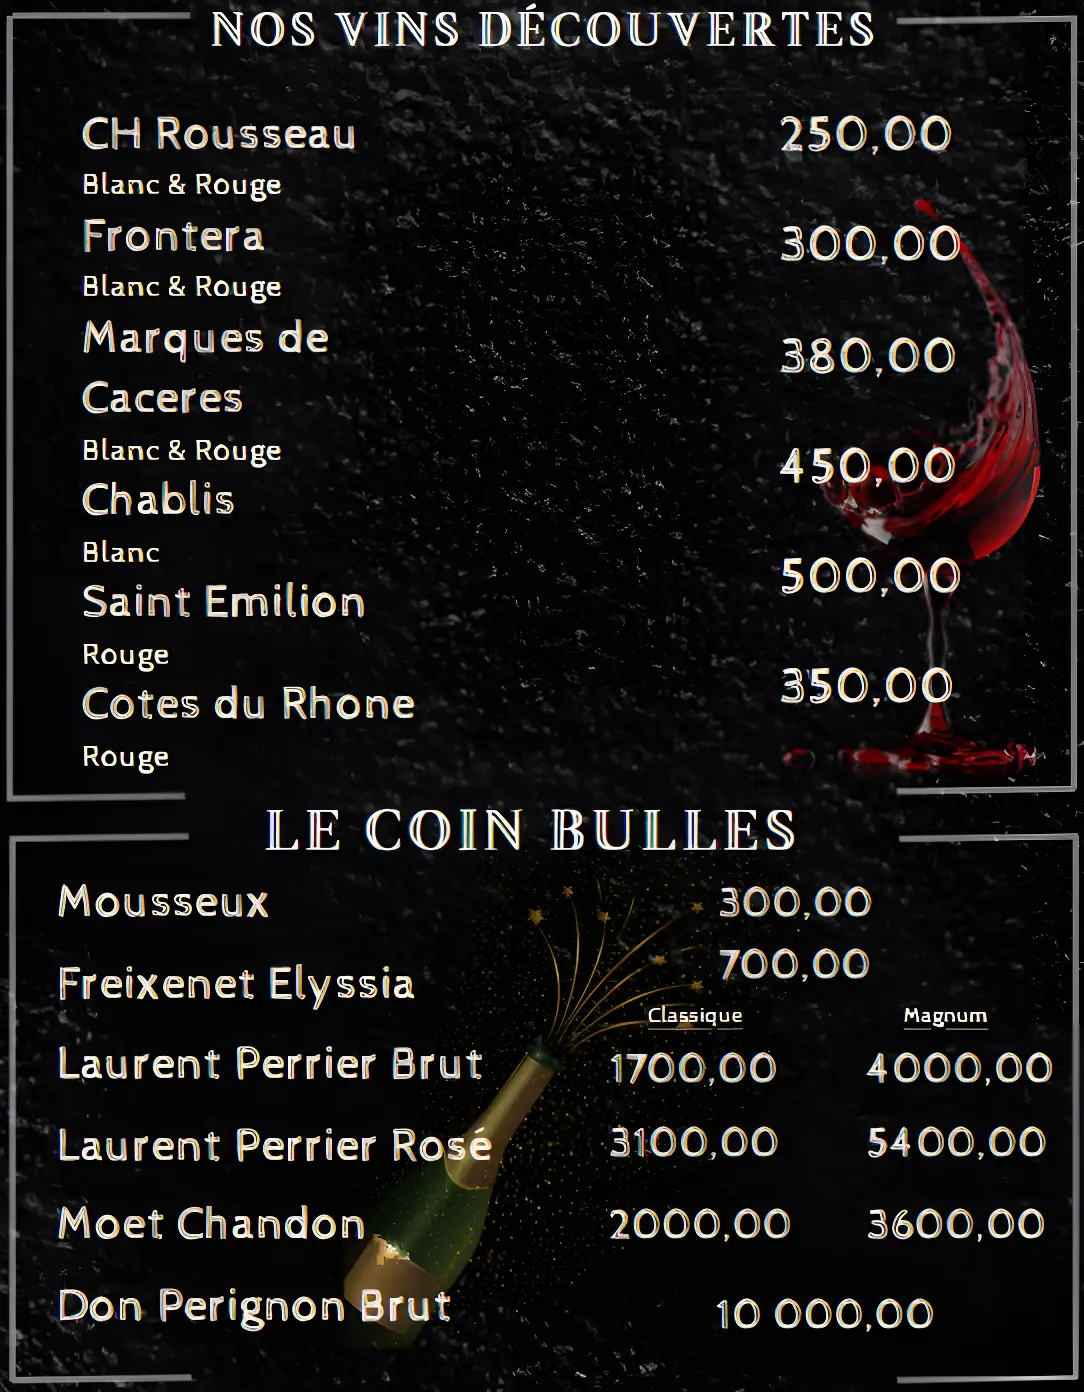 NOS VINS DÉCOUVERTES
CH Rousseau 250,00
Blanc & Rouge
Frontera 300,00
Blanc & Rouge
Marques de 380,00
Caceres
Blanc & Rouge
Chablis 450,00
Blanc
Saint Emilion 500,00
Rouge
Cotes du Rhone 350,00
Rouge
LE COIN BULLES
Mousseux 300,00
Freixenet Elyssia 700,00
Classique Magnum
Laurent Perrier Brut 1700,00 4000,00
Laurent Perrier Rosé 3100,00 5400,00
Moet Chandon 2000,00 3600,00
Don Perignon Brut 10 000,00